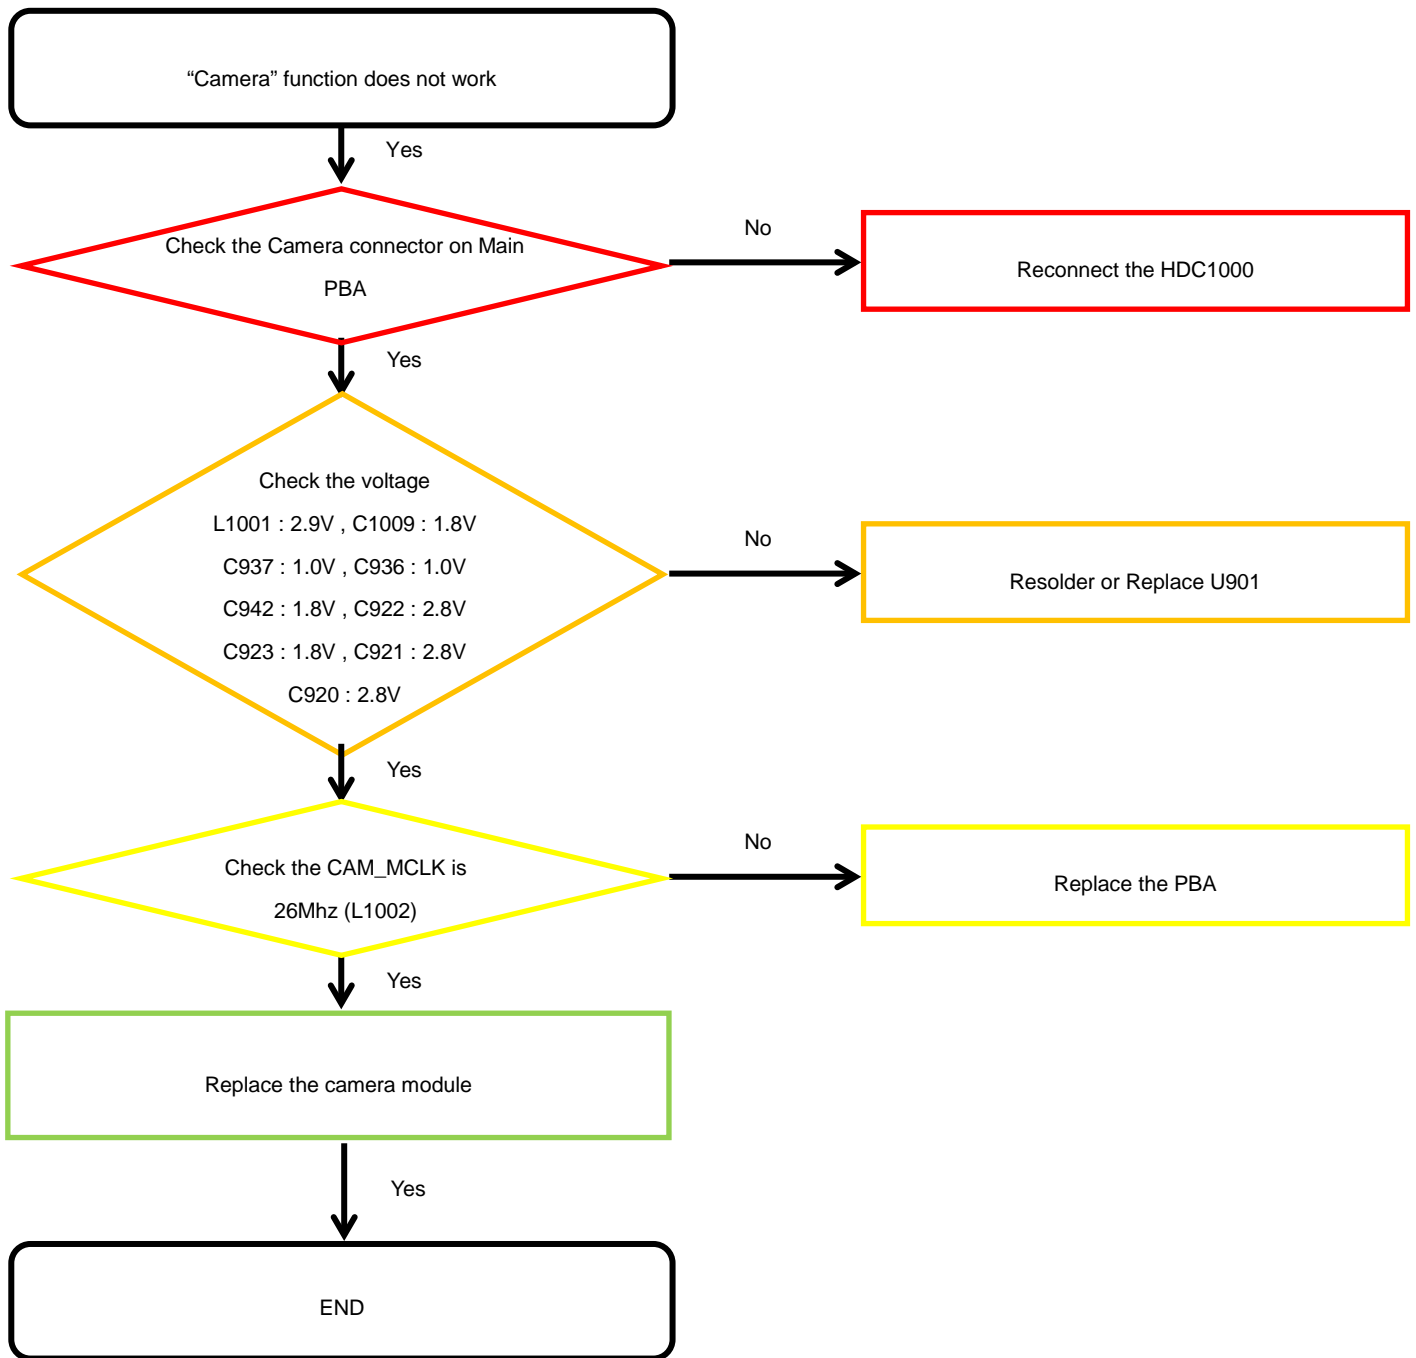 “Camera” function does not work
Yes
Check the Camera connector on Main
PBA
No
Reconnect the HDC1000
Yes
Check the voltage
L1001 : 2.9V , C1009 : 1.8V
C937 : 1.0V , C936 : 1.0V
C942 : 1.8V , C922 : 2.8V
C923 : 1.8V , C921 : 2.8V
C920 : 2.8V
No
Resolder or Replace U901
Yes
Check the CAM_MCLK is
26Mhz (L1002)
No
Replace the PBA
Yes
Replace the camera module
Yes
END